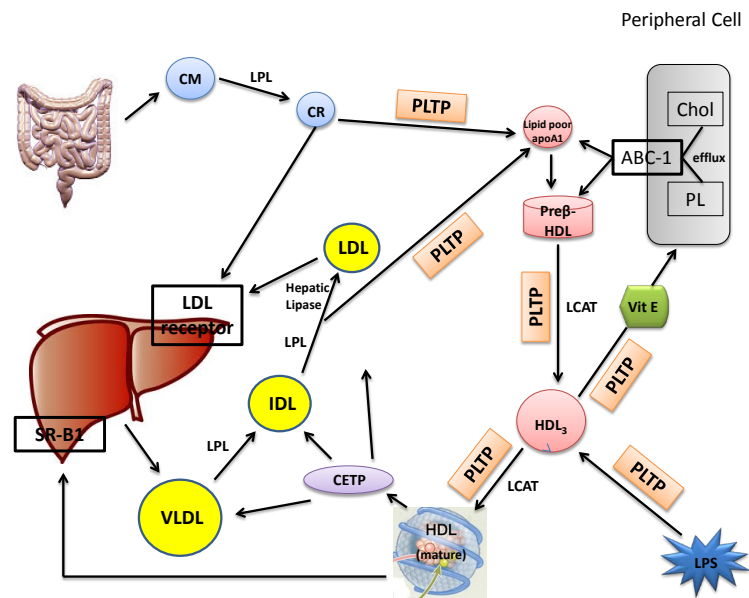 Peripheral Cell
CM
LPL
CR
PLTP
Lipid poor
apoA1
Chol
ABC-1
efflux
PL
Preβ-
HDL
PLTP
LDL
Hepatic
Lipase
LPL
LDL
receptor
PLTP
LCAT
Vit E
PLTP
IDL
HDL3
SR-B1
LPL
PLTP
LCAT
PLTP
CETP
VLDL
HDL
(mature)
LPS